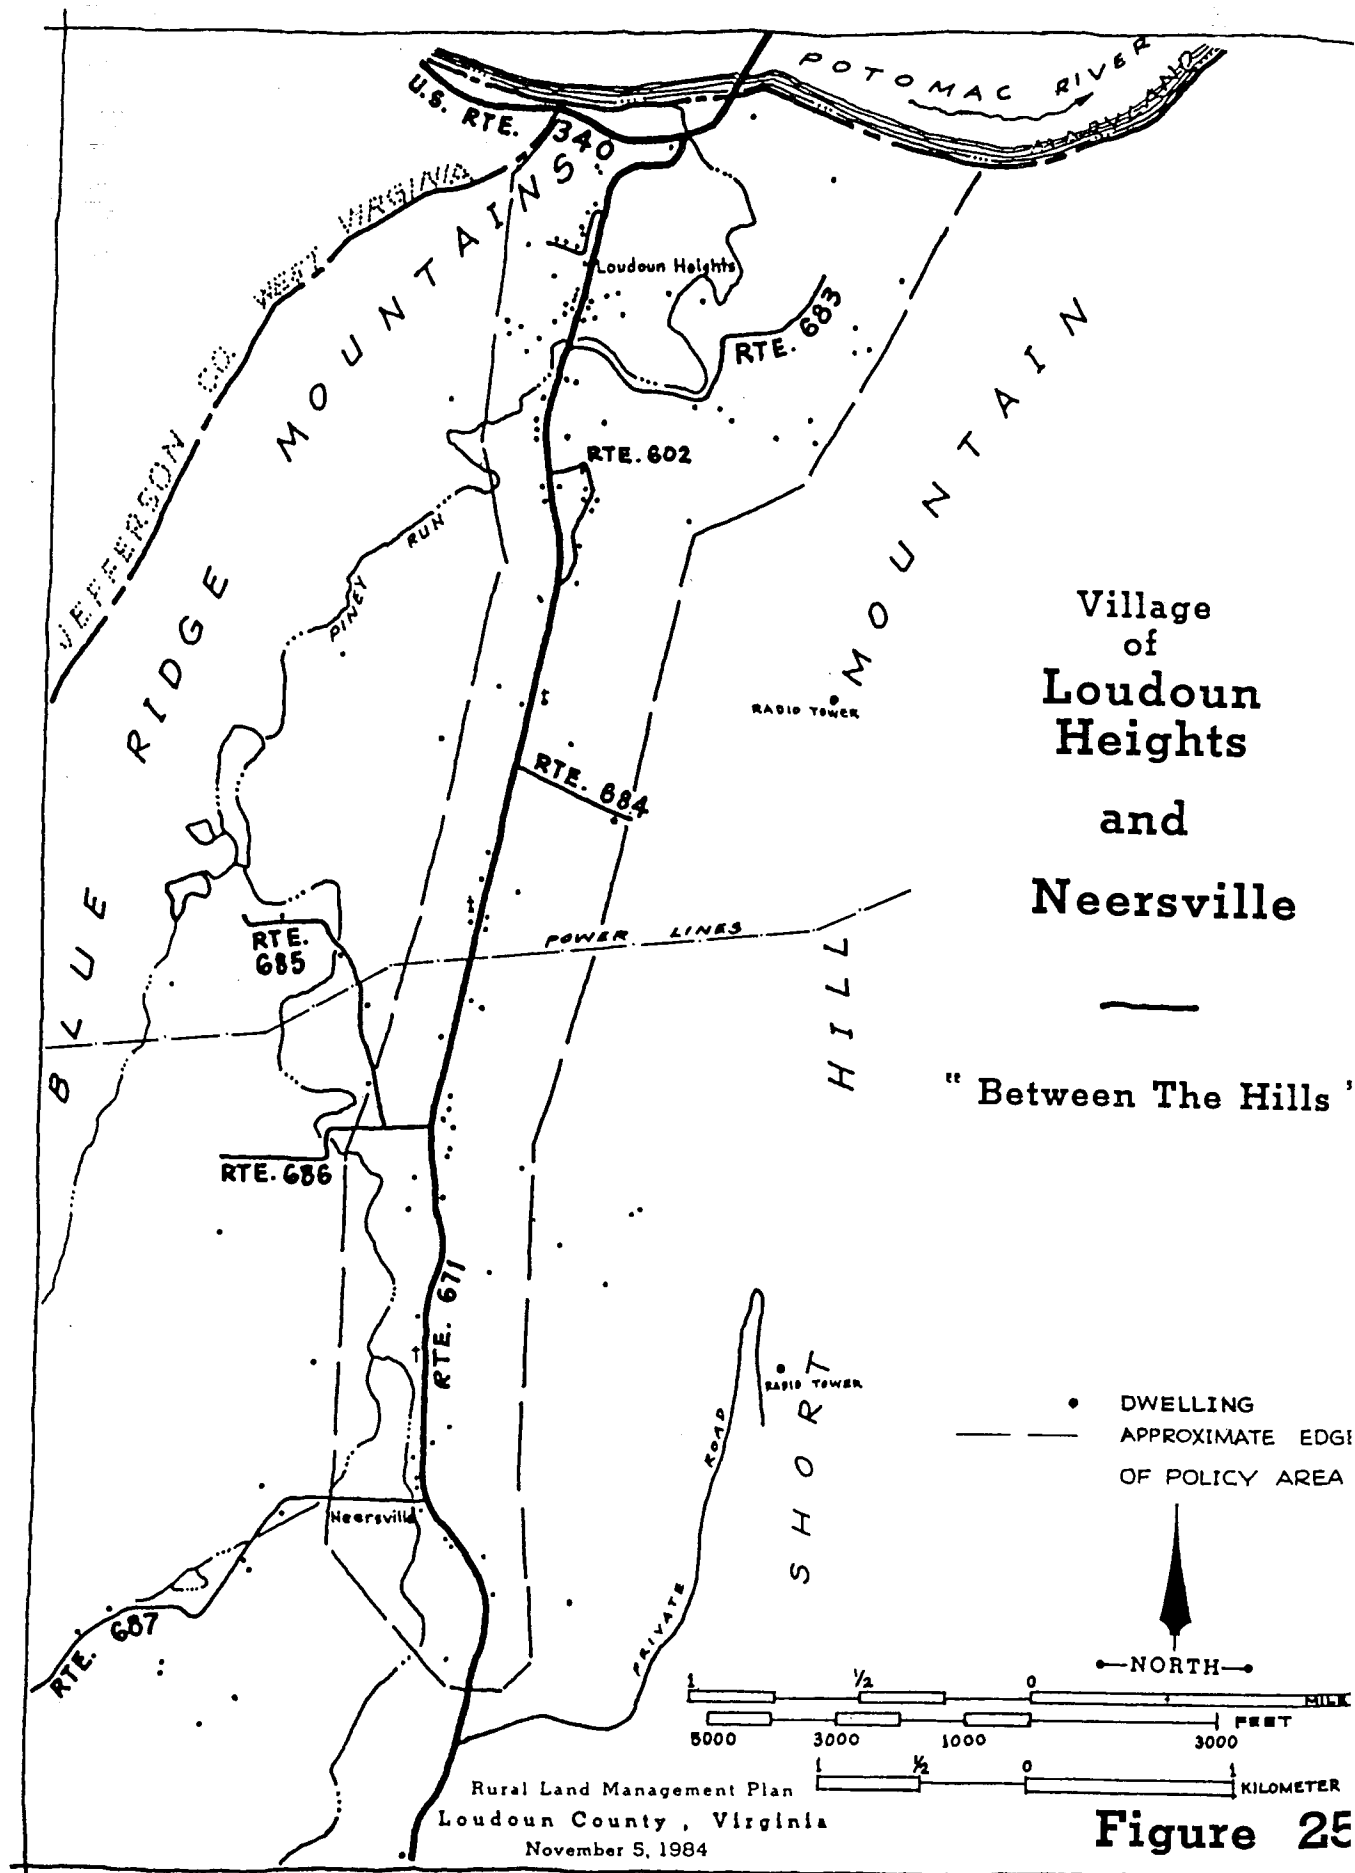 POTOMAC RIVER
MARYLAND
U.S. RTE. 340
WEST VIRGINIA
JEFFERSON CO.
BLUE RIDGE MOUNTAINS
Loudoun Heights
RTE. 683
RTE. 602
PINEY RUN
SHORT HILL MOUNTAIN
RADIO TOWER
RTE. 684
POWER LINES
RTE.
685
RTE. 686
RTE. 671
RADIO TOWER
PRIVATE ROAD
Neersville
RTE. 687
Village
of
Loudoun
Heights
and
Neersville
" Between The Hills "
DWELLING
APPROXIMATE EDGE
OF POLICY AREA
NORTH
1 1/2 0
MILE
FEET
5000 3000 1000 3000
1 1/2 0 1
KILOMETER
Rural Land Management Plan
Loudoun County, Virginia
November 5, 1984
Figure 25